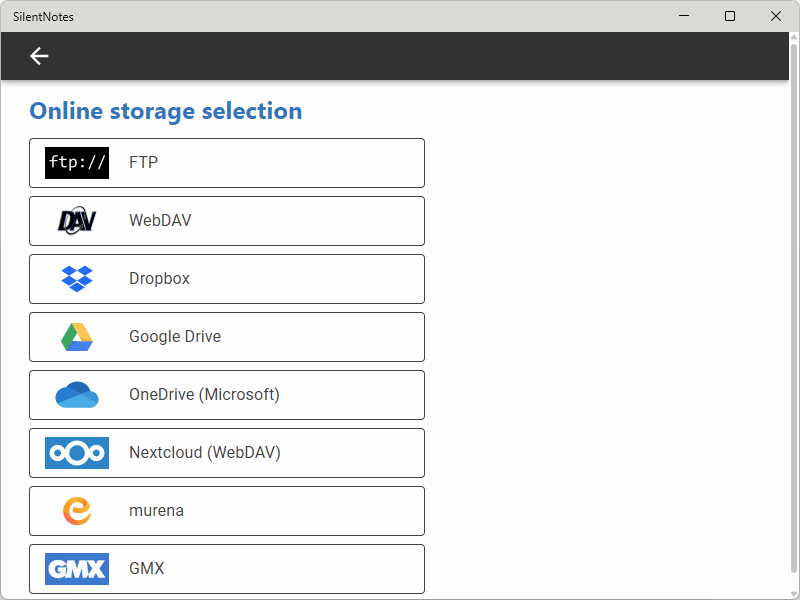 SilentNotes
Online storage selection
ftp:// FTP
DAV WebDAV
Dropbox
Google Drive
OneDrive (Microsoft)
Nextcloud (WebDAV)
murena
GMX GMX